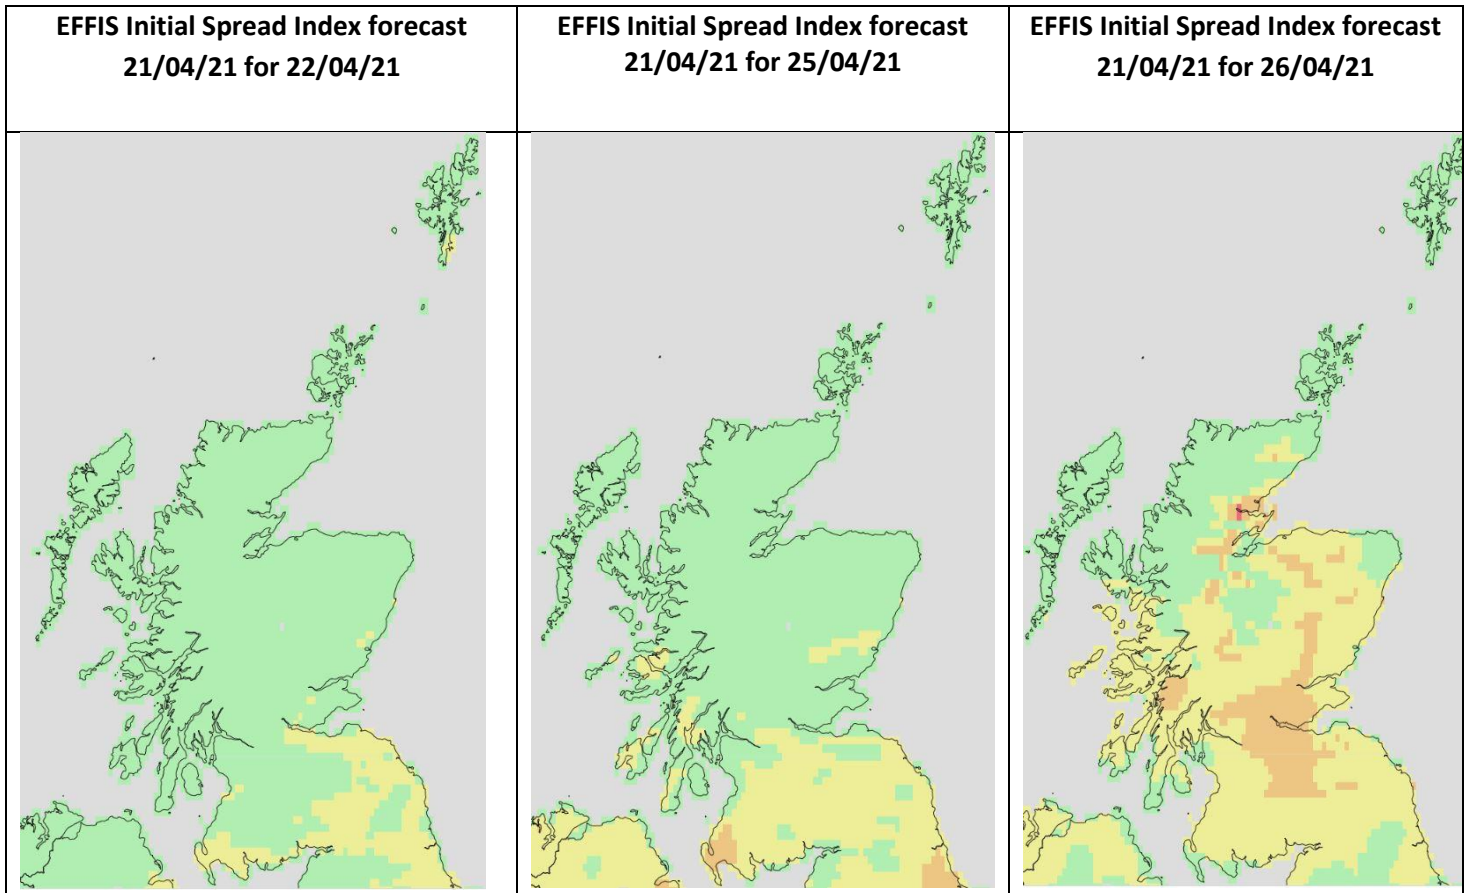 EFFIS Initial Spread Index forecast
21/04/21 for 22/04/21
EFFIS Initial Spread Index forecast
21/04/21 for 25/04/21
EFFIS Initial Spread Index forecast
21/04/21 for 26/04/21